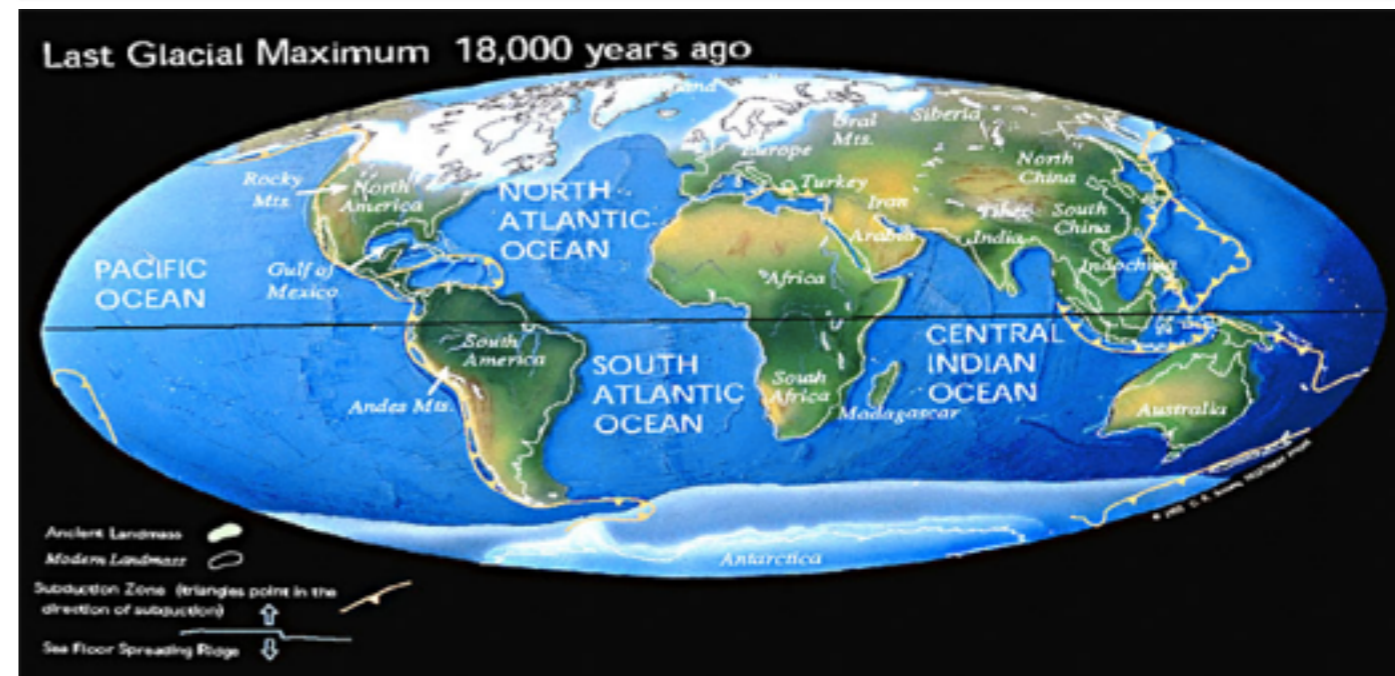 Last Glacial Maximum 18,000 years ago
Siberia
Ural
Mts.
Europe
North
China
Rocky
Mts.
North
America
NORTH
ATLANTIC
OCEAN
Turkey
Iran
Tibet
South
China
Arabia
India
PACIFIC
OCEAN
Gulf of
Mexico
Africa
Indochina
South
America
SOUTH
ATLANTIC
OCEAN
CENTRAL
INDIAN
OCEAN
Andes Mts.
South
Africa
Madagascar
Australia
Antarctica
Ancient Landmass
Modern Landmass
Subduction Zone (triangles point in the
direction of subduction)
Sea Floor Spreading Ridge